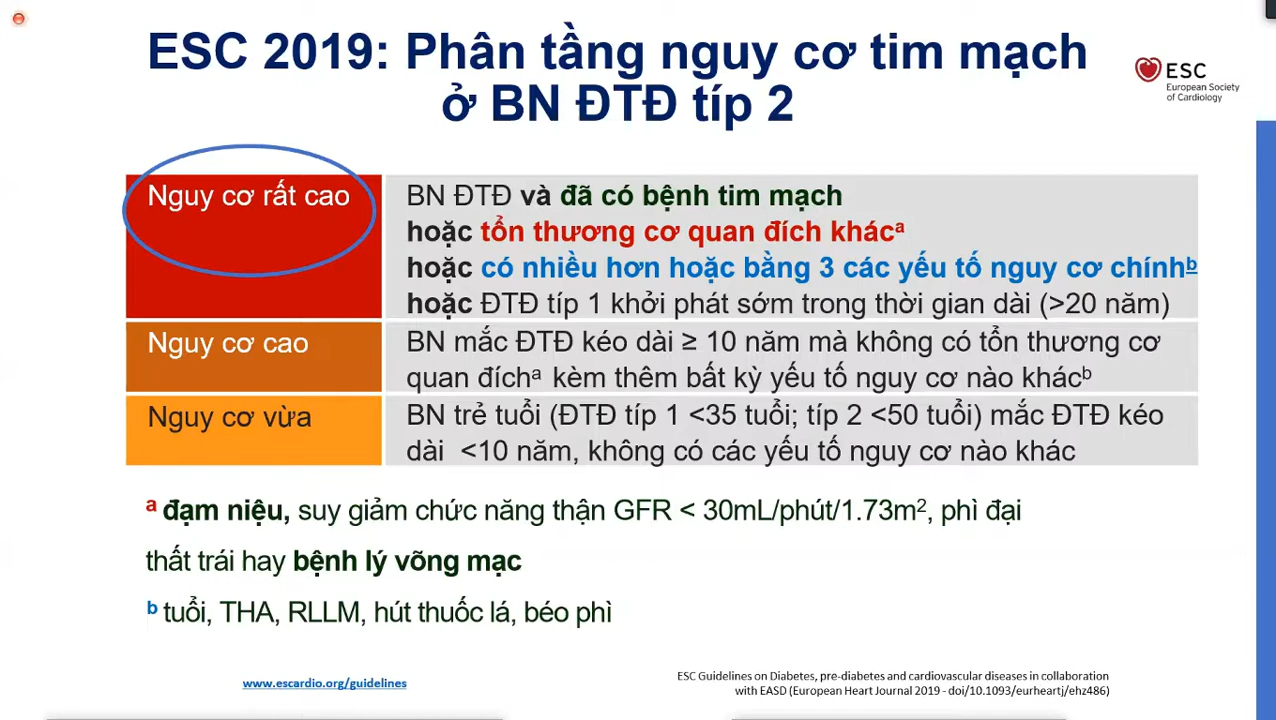 ESC 2019: Phân tầng nguy cơ tim mạch
ở BN ĐTĐ típ 2
ESC
European Society
of Cardiology
Nguy cơ rất cao
BN ĐTĐ và đã có bệnh tim mạch
hoặc tổn thương cơ quan đích khácᵃ
hoặc có nhiều hơn hoặc bằng 3 các yếu tố nguy cơ chínhᵇ
hoặc ĐTĐ típ 1 khởi phát sớm trong thời gian dài (>20 năm)
Nguy cơ cao
BN mắc ĐTĐ kéo dài ≥ 10 năm mà không có tổn thương cơ
quan đíchᵃ kèm thêm bất kỳ yếu tố nguy cơ nào khácᵇ
Nguy cơ vừa
BN trẻ tuổi (ĐTĐ típ 1 <35 tuổi; típ 2 <50 tuổi) mắc ĐTĐ kéo
dài <10 năm, không có các yếu tố nguy cơ nào khác
ᵃ đạm niệu, suy giảm chức năng thận GFR < 30mL/phút/1.73m², phì đại
thất trái hay bệnh lý võng mạc
ᵇ tuổi, THA, RLLM, hút thuốc lá, béo phì
www.escardio.org/guidelines
ESC Guidelines on Diabetes, pre-diabetes and cardiovascular diseases in collaboration
with EASD (European Heart Journal 2019 - doi/10.1093/eurheartj/ehz486)